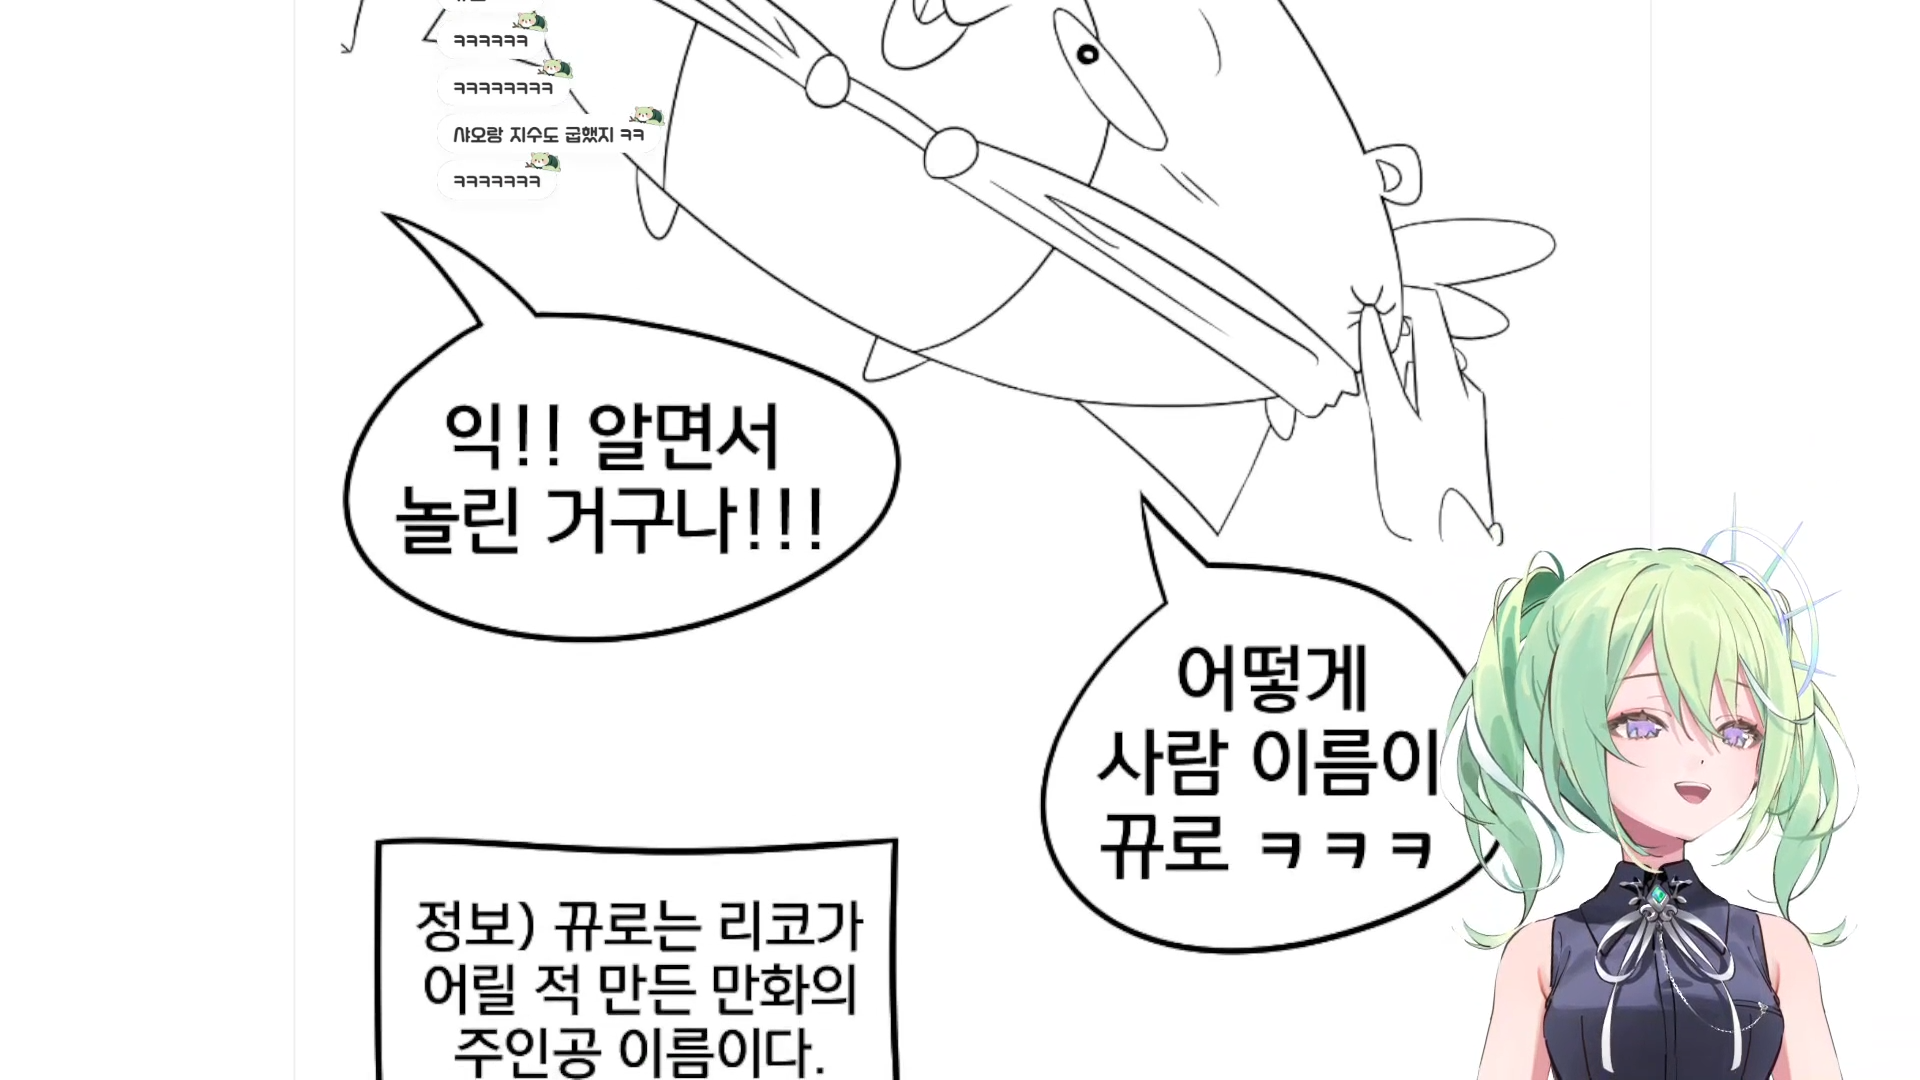 ㅋㅋㅋㅋㅋㅋ
ㅋㅋㅋㅋㅋㅋㅋㅋ
샤오랑 지수도 굽했지 ㅋㅋ
ㅋㅋㅋㅋㅋㅋㅋ
익!! 알면서
놀린 거구나!!!
어떻게
사람 이름이
뀨로 ㅋㅋㅋ
정보) 뀨로는 리코가
어릴 적 만든 만화의
주인공 이름이다.